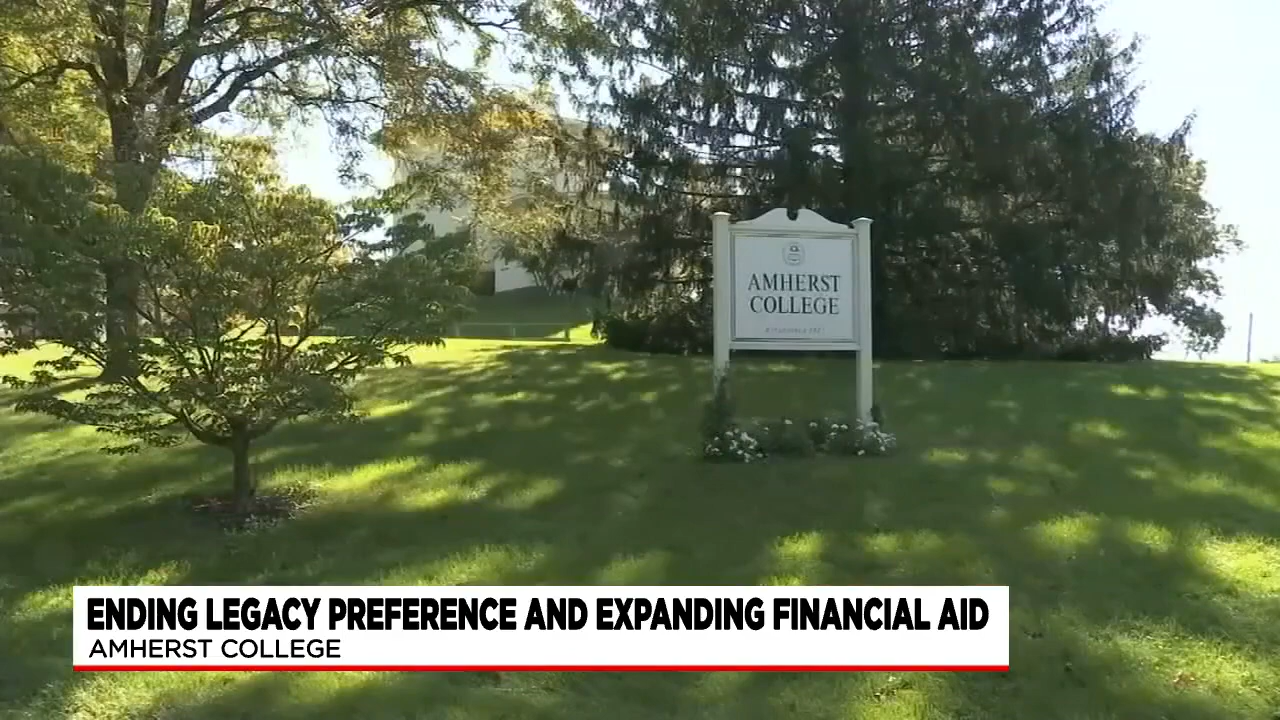 AMHERST
COLLEGE
ENDING LEGACY PREFERENCE AND EXPANDING FINANCIAL AID
AMHERST COLLEGE